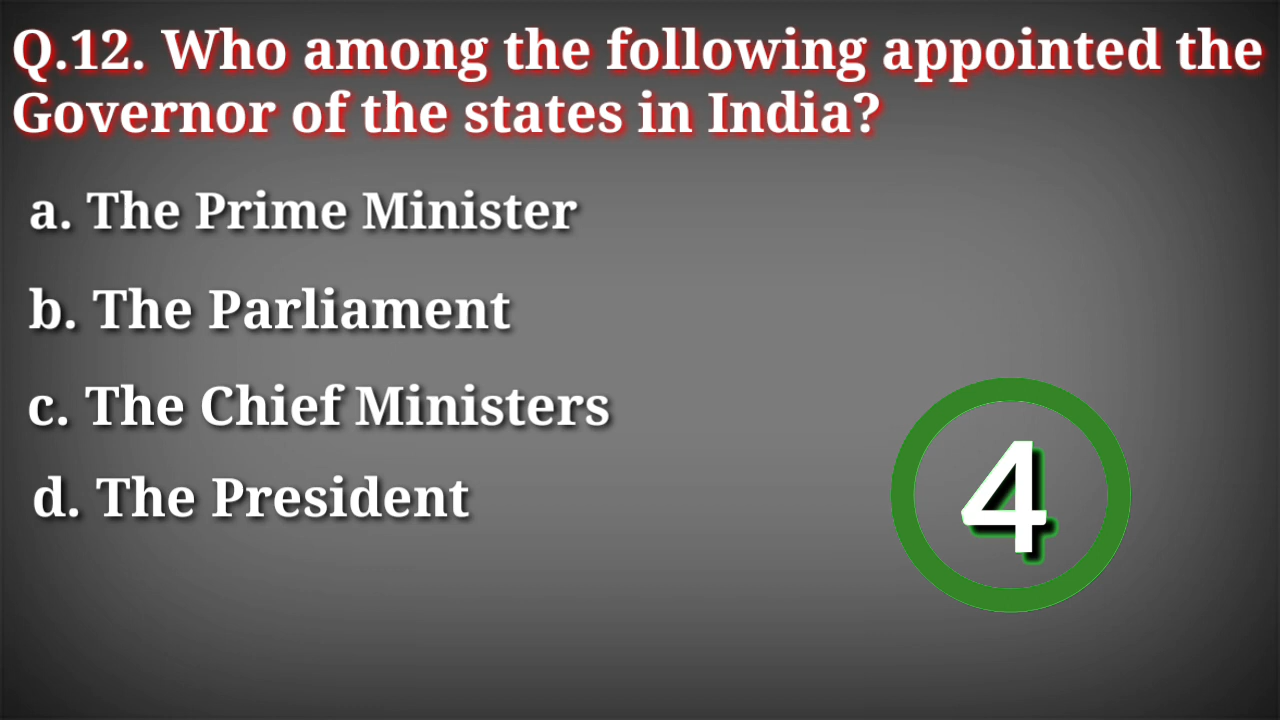 Q.12. Who among the following appointed the
Governor of the states in India?
a. The Prime Minister
b. The Parliament
c. The Chief Ministers
d. The President
4